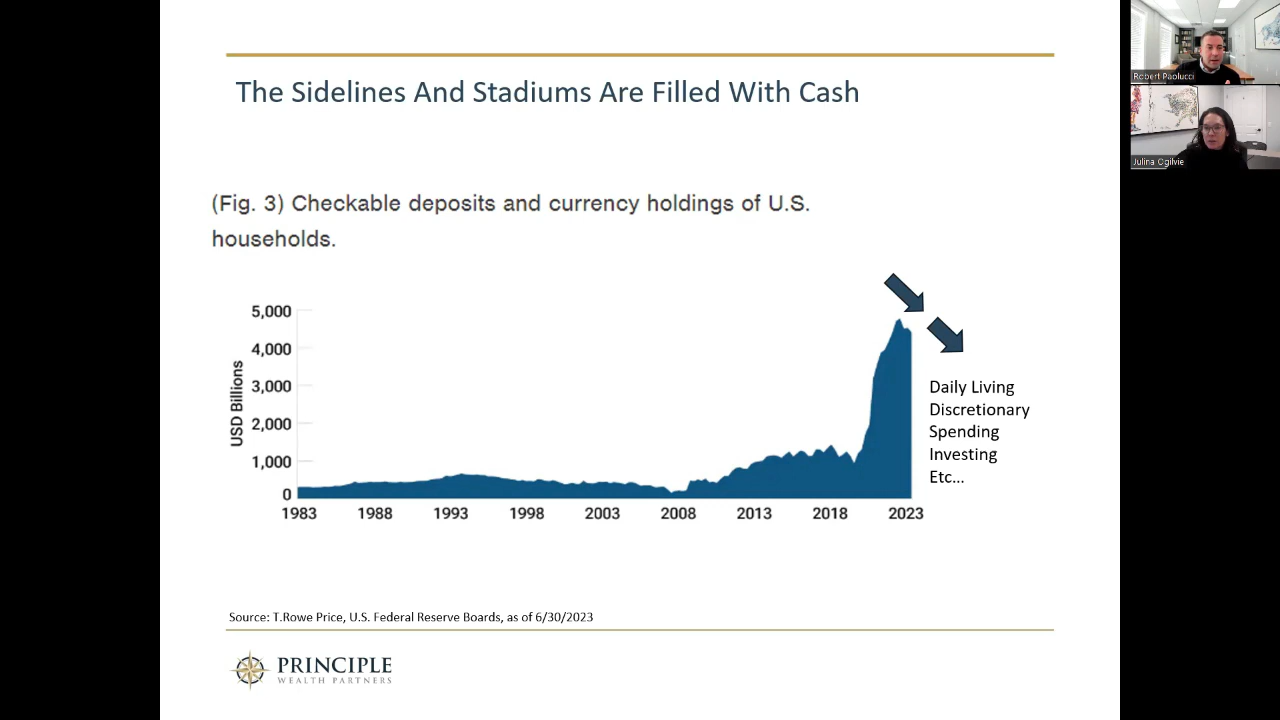 The Sidelines And Stadiums Are Filled With Cash
(Fig. 3) Checkable deposits and currency holdings of U.S.
households.
USD Billions
5,000
4,000
3,000
2,000
1,000
0
1983 1988 1993 1998 2003 2008 2013 2018 2023
Daily Living
Discretionary
Spending
Investing
Etc...
Source: T.Rowe Price, U.S. Federal Reserve Boards, as of 6/30/2023
PRINCIPLE
WEALTH PARTNERS
Robert Paolucci
Julina Ogilvie